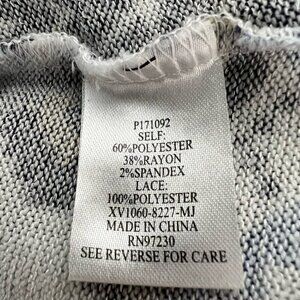 P171092
SELF:
60%POLYESTER
38%RAYON
2%SPANDEX
LACE:
100%POLYESTER
XV1060-8227-MJ
MADE IN CHINA
RN97230
SEE REVERSE FOR CARE